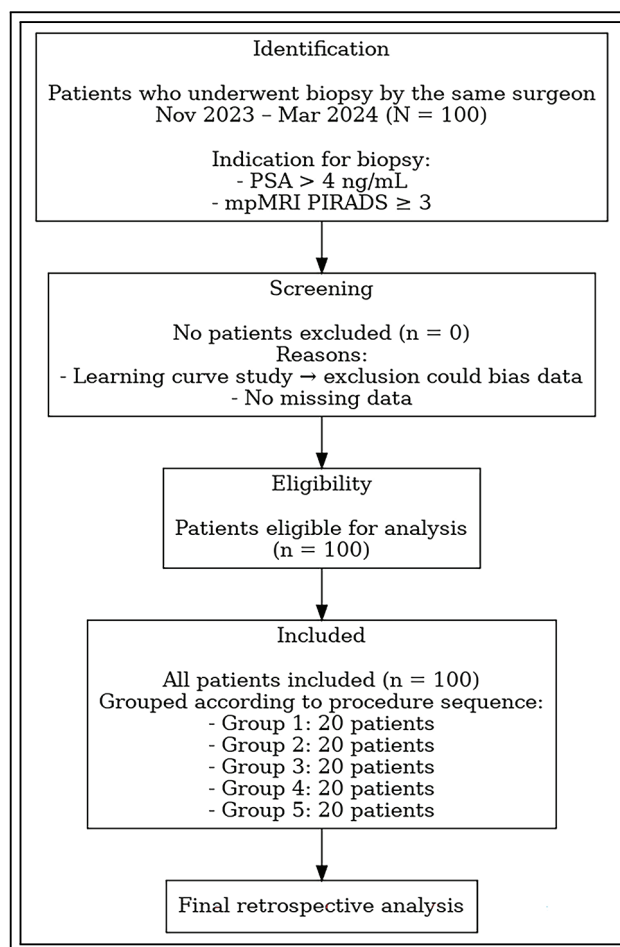 Identification
Patients who underwent biopsy by the same surgeon
Nov 2023 – Mar 2024 (N = 100)
Indication for biopsy:
- PSA > 4 ng/mL
- mpMRI PIRADS ≥ 3
Screening
No patients excluded (n = 0)
Reasons:
- Learning curve study → exclusion could bias data
- No missing data
Eligibility
Patients eligible for analysis
(n = 100)
Included
All patients included (n = 100)
Grouped according to procedure sequence:
- Group 1: 20 patients
- Group 2: 20 patients
- Group 3: 20 patients
- Group 4: 20 patients
- Group 5: 20 patients
Final retrospective analysis